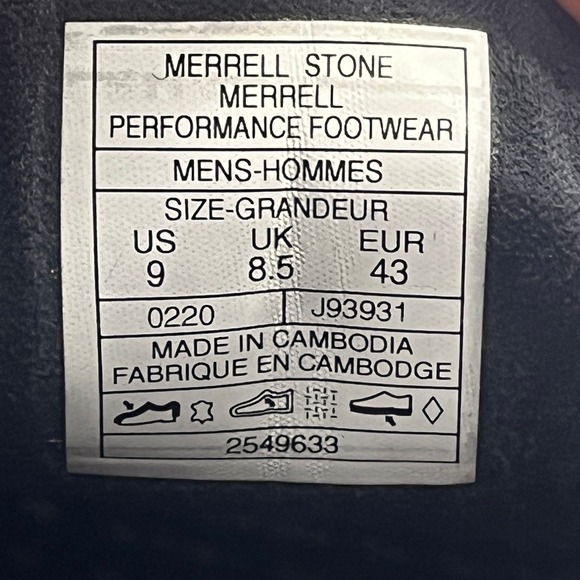 MERRELL STONE
MERRELL
PERFORMANCE FOOTWEAR
MENS-HOMMES
SIZE-GRANDEUR
US UK EUR
9 8.5 43
0220 J93931
MADE IN CAMBODIA
FABRIQUE EN CAMBODGE
2549633